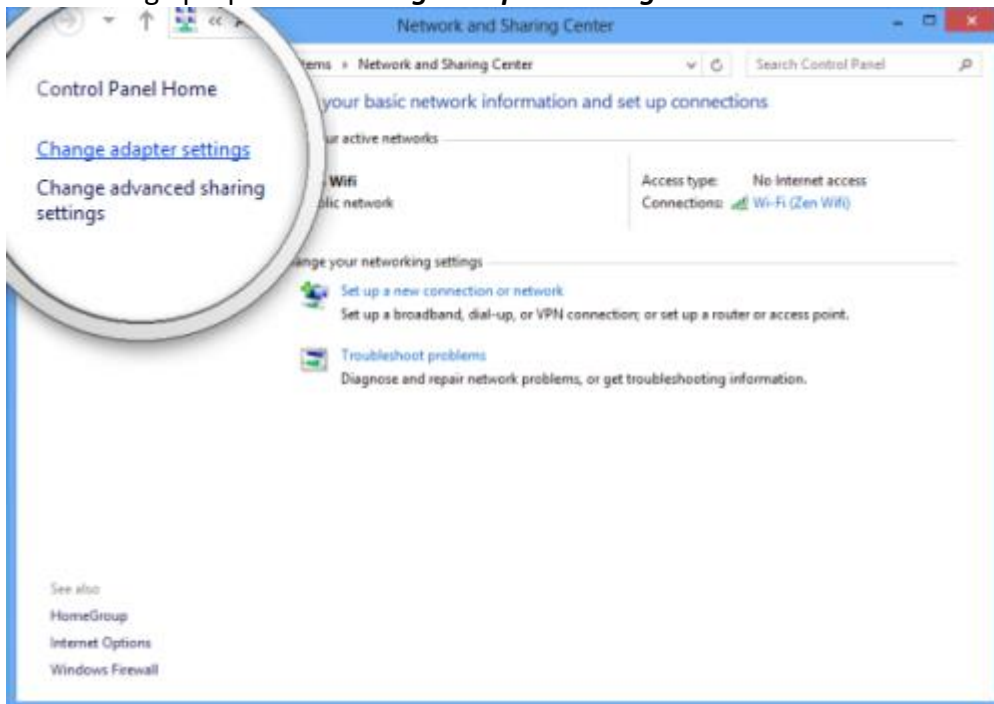 Network and Sharing Center
Network and Sharing Center
Search Control Panel
Control Panel Home
Change adapter settings
Change advanced sharing
settings
your basic network information and set up connections
active networks
Wifi
Access type: No Internet access
network
Connections: Wi-Fi (Zen Wifi)
your networking settings
Set up a new connection or network
Set up a broadband, dial-up, or VPN connection; or set up a router or access point.
Troubleshoot problems
Diagnose and repair network problems, or get troubleshooting information.
See also
HomeGroup
Internet Options
Windows Firewall